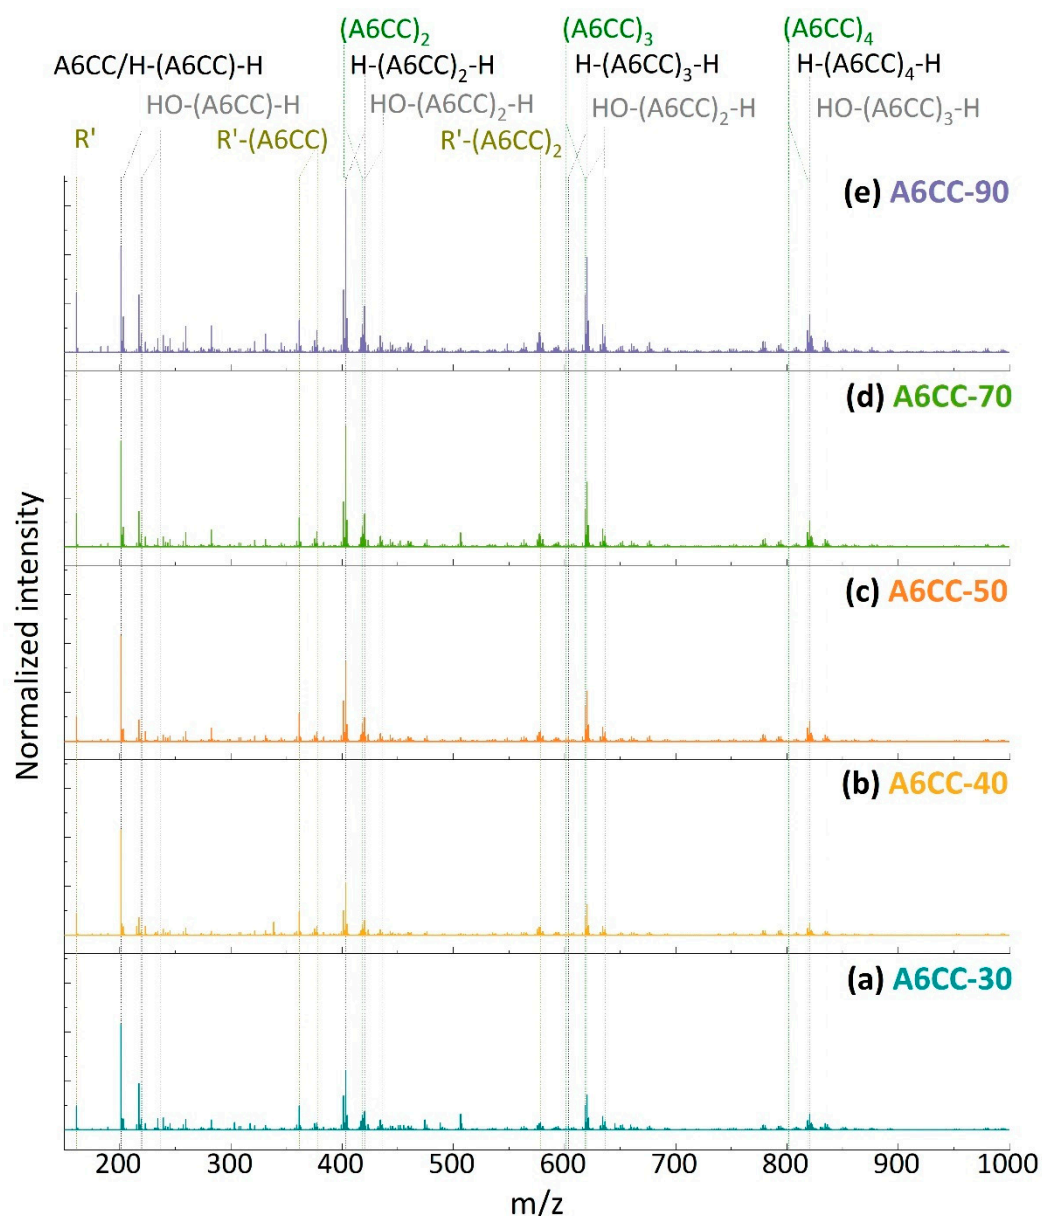 (A6CC)₂ (A6CC)₃ (A6CC)₄
A6CC/H-(A6CC)-H H-(A6CC)₂-H H-(A6CC)₃-H H-(A6CC)₄-H
HO-(A6CC)-H HO-(A6CC)₂-H HO-(A6CC)₂-H HO-(A6CC)₃-H
R' R'-(A6CC) R'-(A6CC)₂
(e) A6CC-90
(d) A6CC-70
(c) A6CC-50
(b) A6CC-40
(a) A6CC-30
Normalized intensity
200 300 400 500 600 700 800 900 1000
m/z